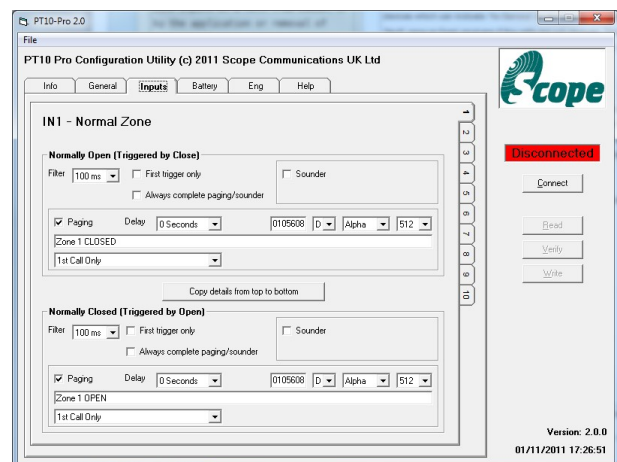 PT10-Pro 2.0
File
PT10 Pro Configuration Utility (c) 2011 Scope Communications UK Ltd
Info General Inputs Battery Eng Help
Scope
IN1 - Normal Zone
1
2
3
4
5
6
7
8
9
10
Normally Open (Triggered by Close)
Filter 100 ms First trigger only Sounder
Always complete paging/sounder
Paging Delay 0 Seconds 0105608 D Alpha 512
Zone 1 CLOSED
1st Call Only
Copy details from top to bottom
Normally Closed (Triggered by Open)
Filter 100 ms First trigger only Sounder
Always complete paging/sounder
Paging Delay 0 Seconds 0105608 D Alpha 512
Zone 1 OPEN
1st Call Only
Disconnected
Connect
Read
Verify
Write
Version: 2.0.0
01/11/2011 17:26:51